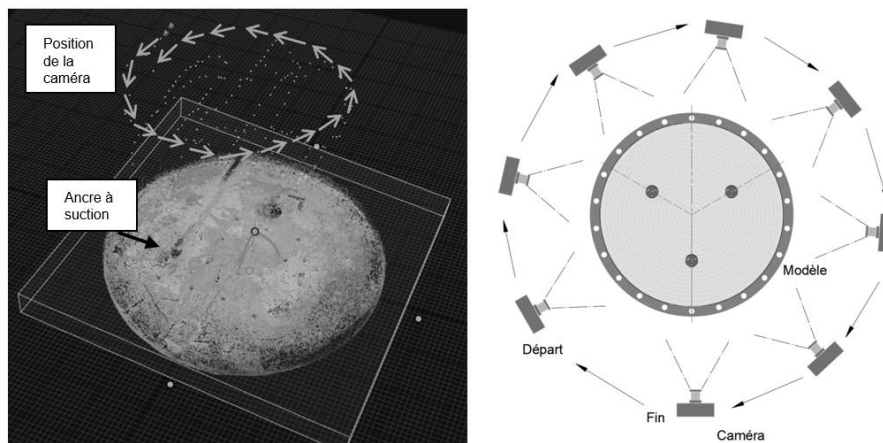 Position
de la
caméra
Ancre à
suction
Modèle
Départ
Fin
Caméra